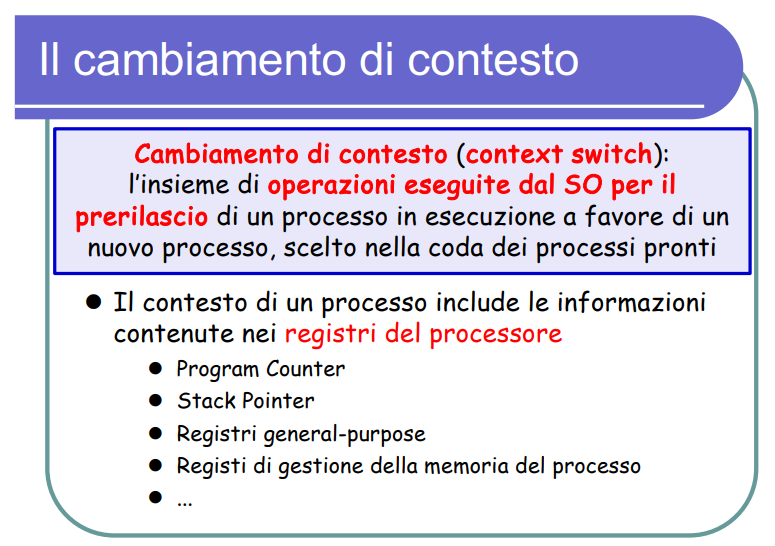 Il cambiamento di contesto
Cambiamento di contesto (context switch):
l'insieme di operazioni eseguite dal SO per il
prerilascio di un processo in esecuzione a favore di un
nuovo processo, scelto nella coda dei processi pronti
● Il contesto di un processo include le informazioni
contenute nei registri del processore
● Program Counter
● Stack Pointer
● Registri general-purpose
● Registi di gestione della memoria del processo
● ...